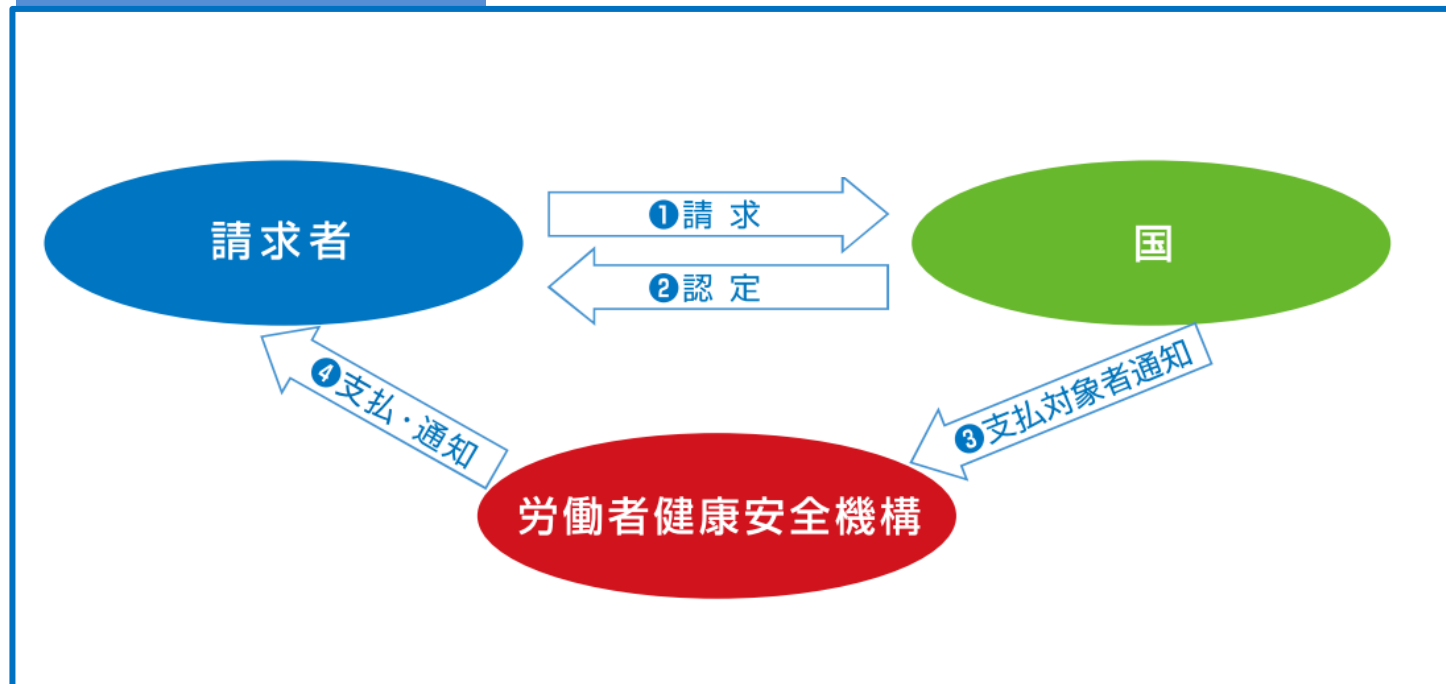 請求者
❶請 求
国
❷認 定
❸支払対象者通知
❹支払・通知
労働者健康安全機構